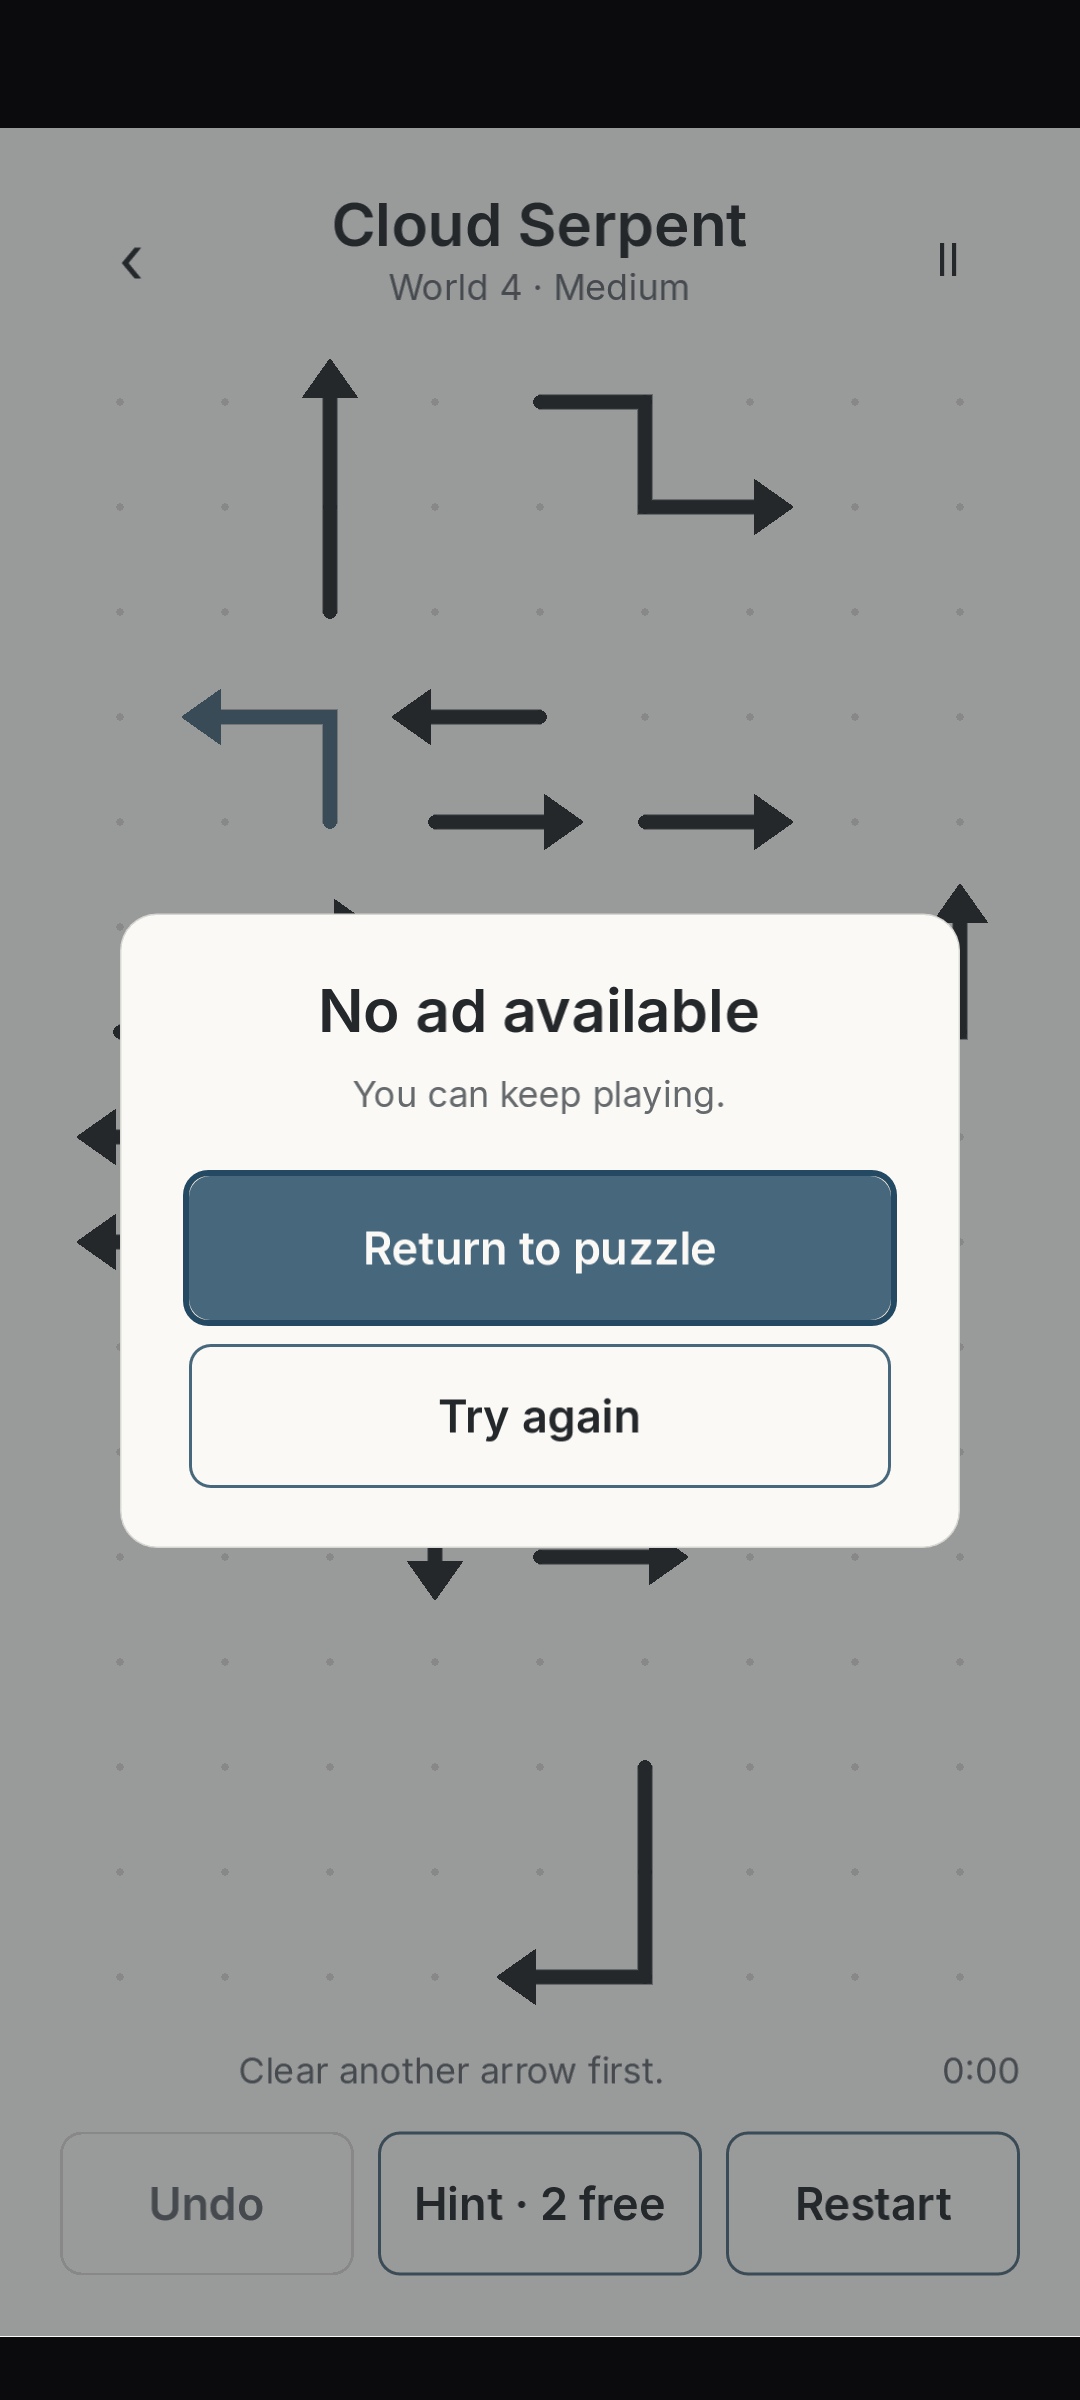 Cloud Serpent
World 4 · Medium
No ad available
You can keep playing.
Return to puzzle
Try again
Clear another arrow first.
0:00
Undo
Hint · 2 free
Restart